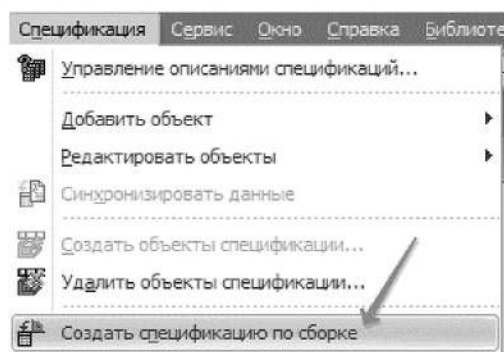 Спецификация Сервис Окно Справка Библиоте
Управление описаниями спецификаций...
Добавить объект
Редактировать объекты
Синхронизировать данные
Создать объекты спецификации...
Удалить объекты спецификации...
Создать спецификацию по сборке